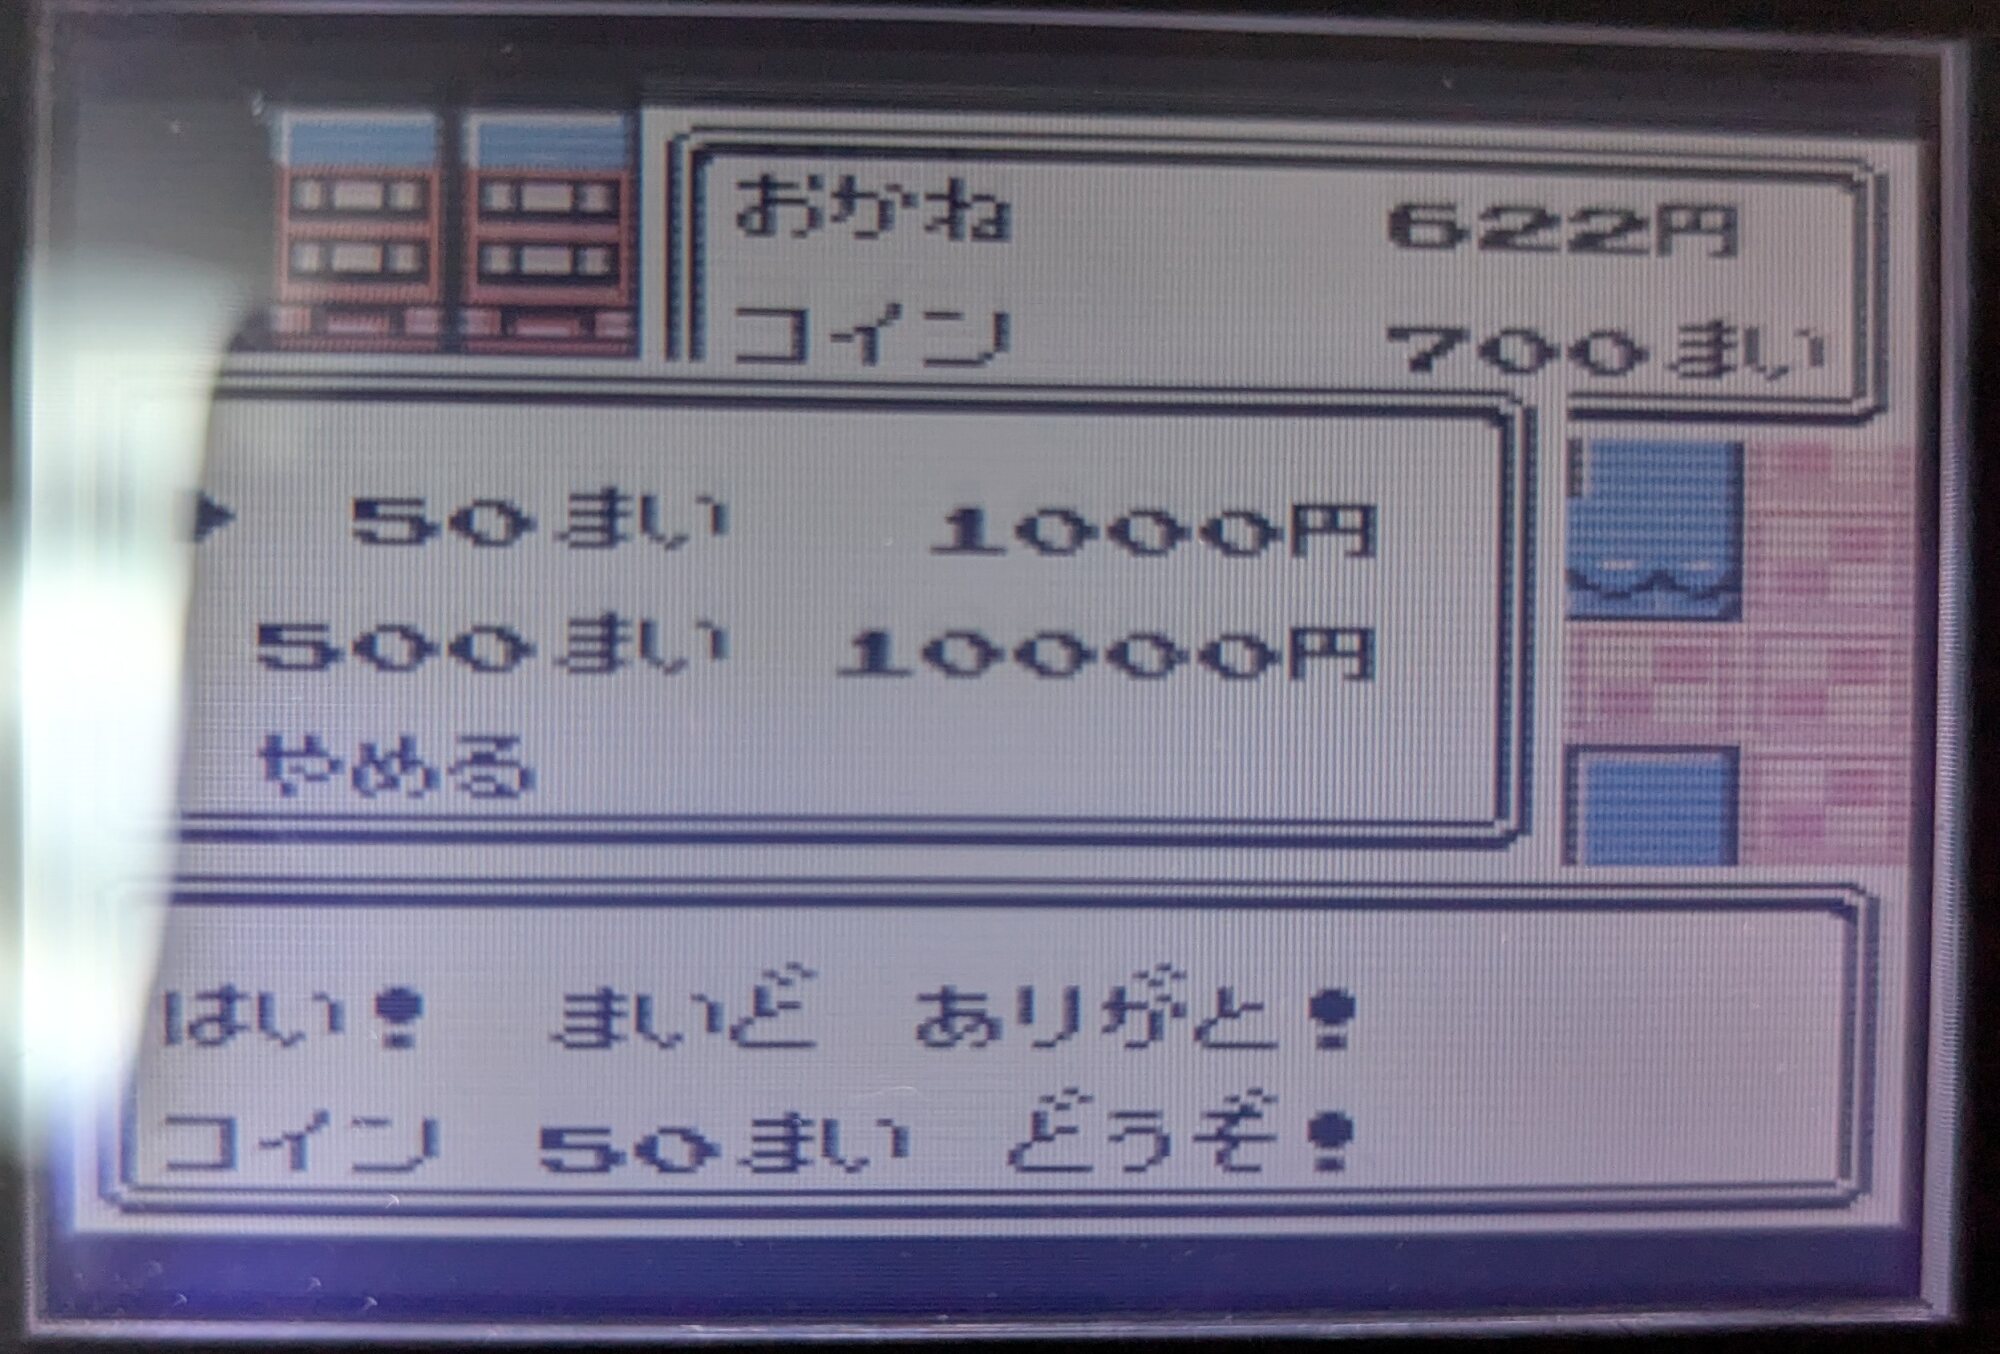 おかね 622円
コイン 700まい
▶ 50まい 1000円
500まい 10000円
やめる
はい! まいど ありがと!
コイン 50まい どうぞ!